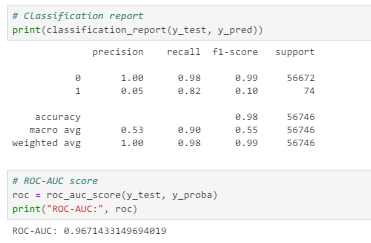 # Classification report
print(classification_report(y_test, y_pred))
precision recall f1-score support
0 1.00 0.98 0.99 56672
1 0.05 0.82 0.10 74
accuracy 0.98 56746
macro avg 0.53 0.90 0.55 56746
weighted avg 1.00 0.98 0.99 56746
# ROC-AUC score
roc = roc_auc_score(y_test, y_proba)
print("ROC-AUC:", roc)
ROC-AUC: 0.9671433149694019